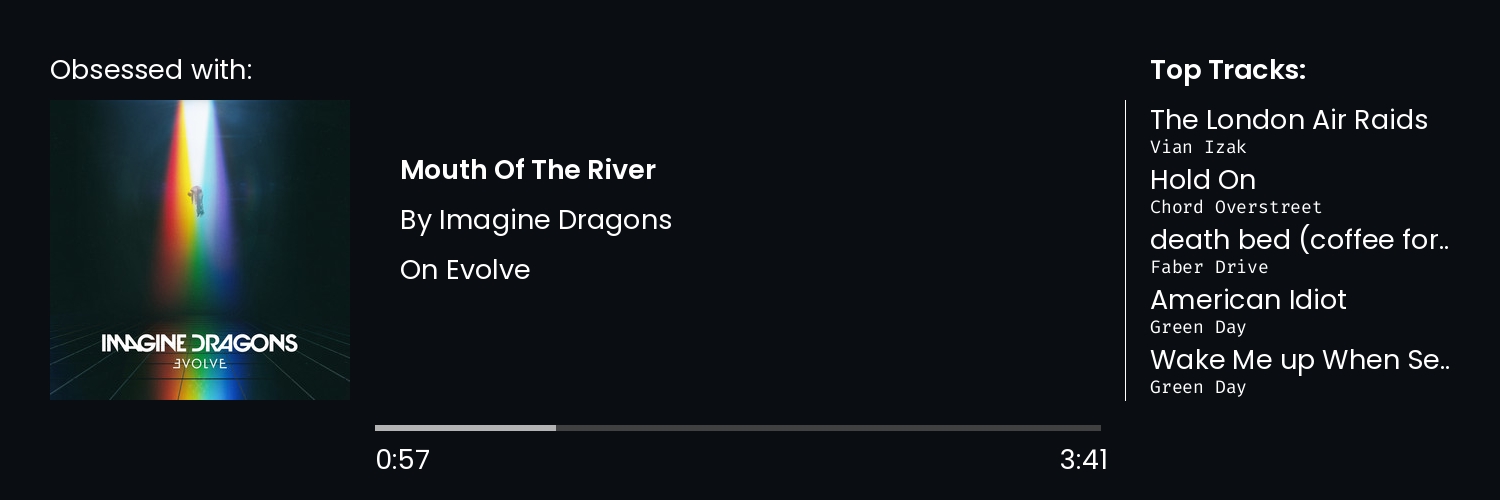 Obsessed with:
IMAGINE DRAGONS
EVOLVE
Mouth Of The River
By Imagine Dragons
On Evolve
0:57
3:41
Top Tracks:
The London Air Raids
Vian Izak
Hold On
Chord Overstreet
death bed (coffee for..
Faber Drive
American Idiot
Green Day
Wake Me up When Se..
Green Day